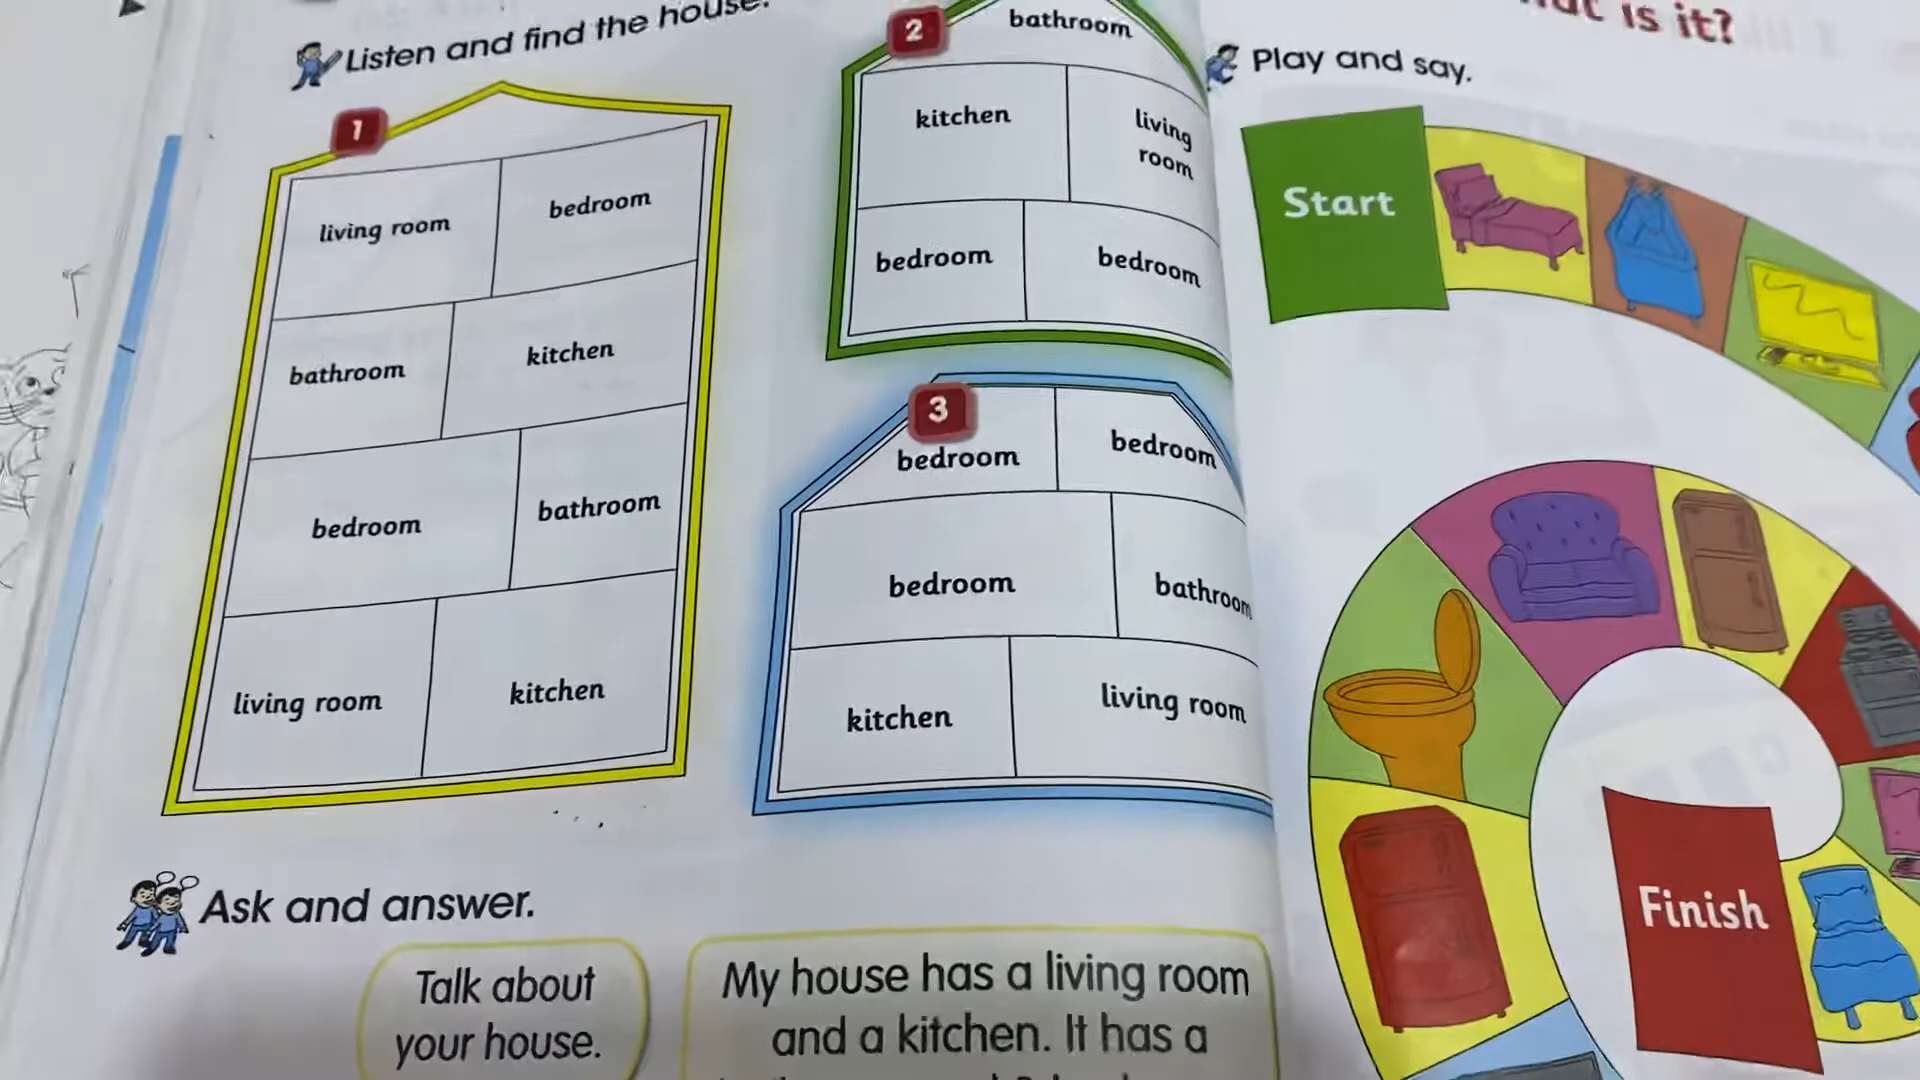 Listen and find the house.
1
living room
bedroom
bathroom
kitchen
bedroom
bathroom
living room
kitchen
2
bathroom
kitchen
living
room
bedroom
bedroom
3
bedroom
bedroom
bedroom
bathroom
kitchen
living room
Ask and answer.
Talk about
your house.
My house has a living room
and a kitchen. It has a
is it?
Play and say.
Start
Finish